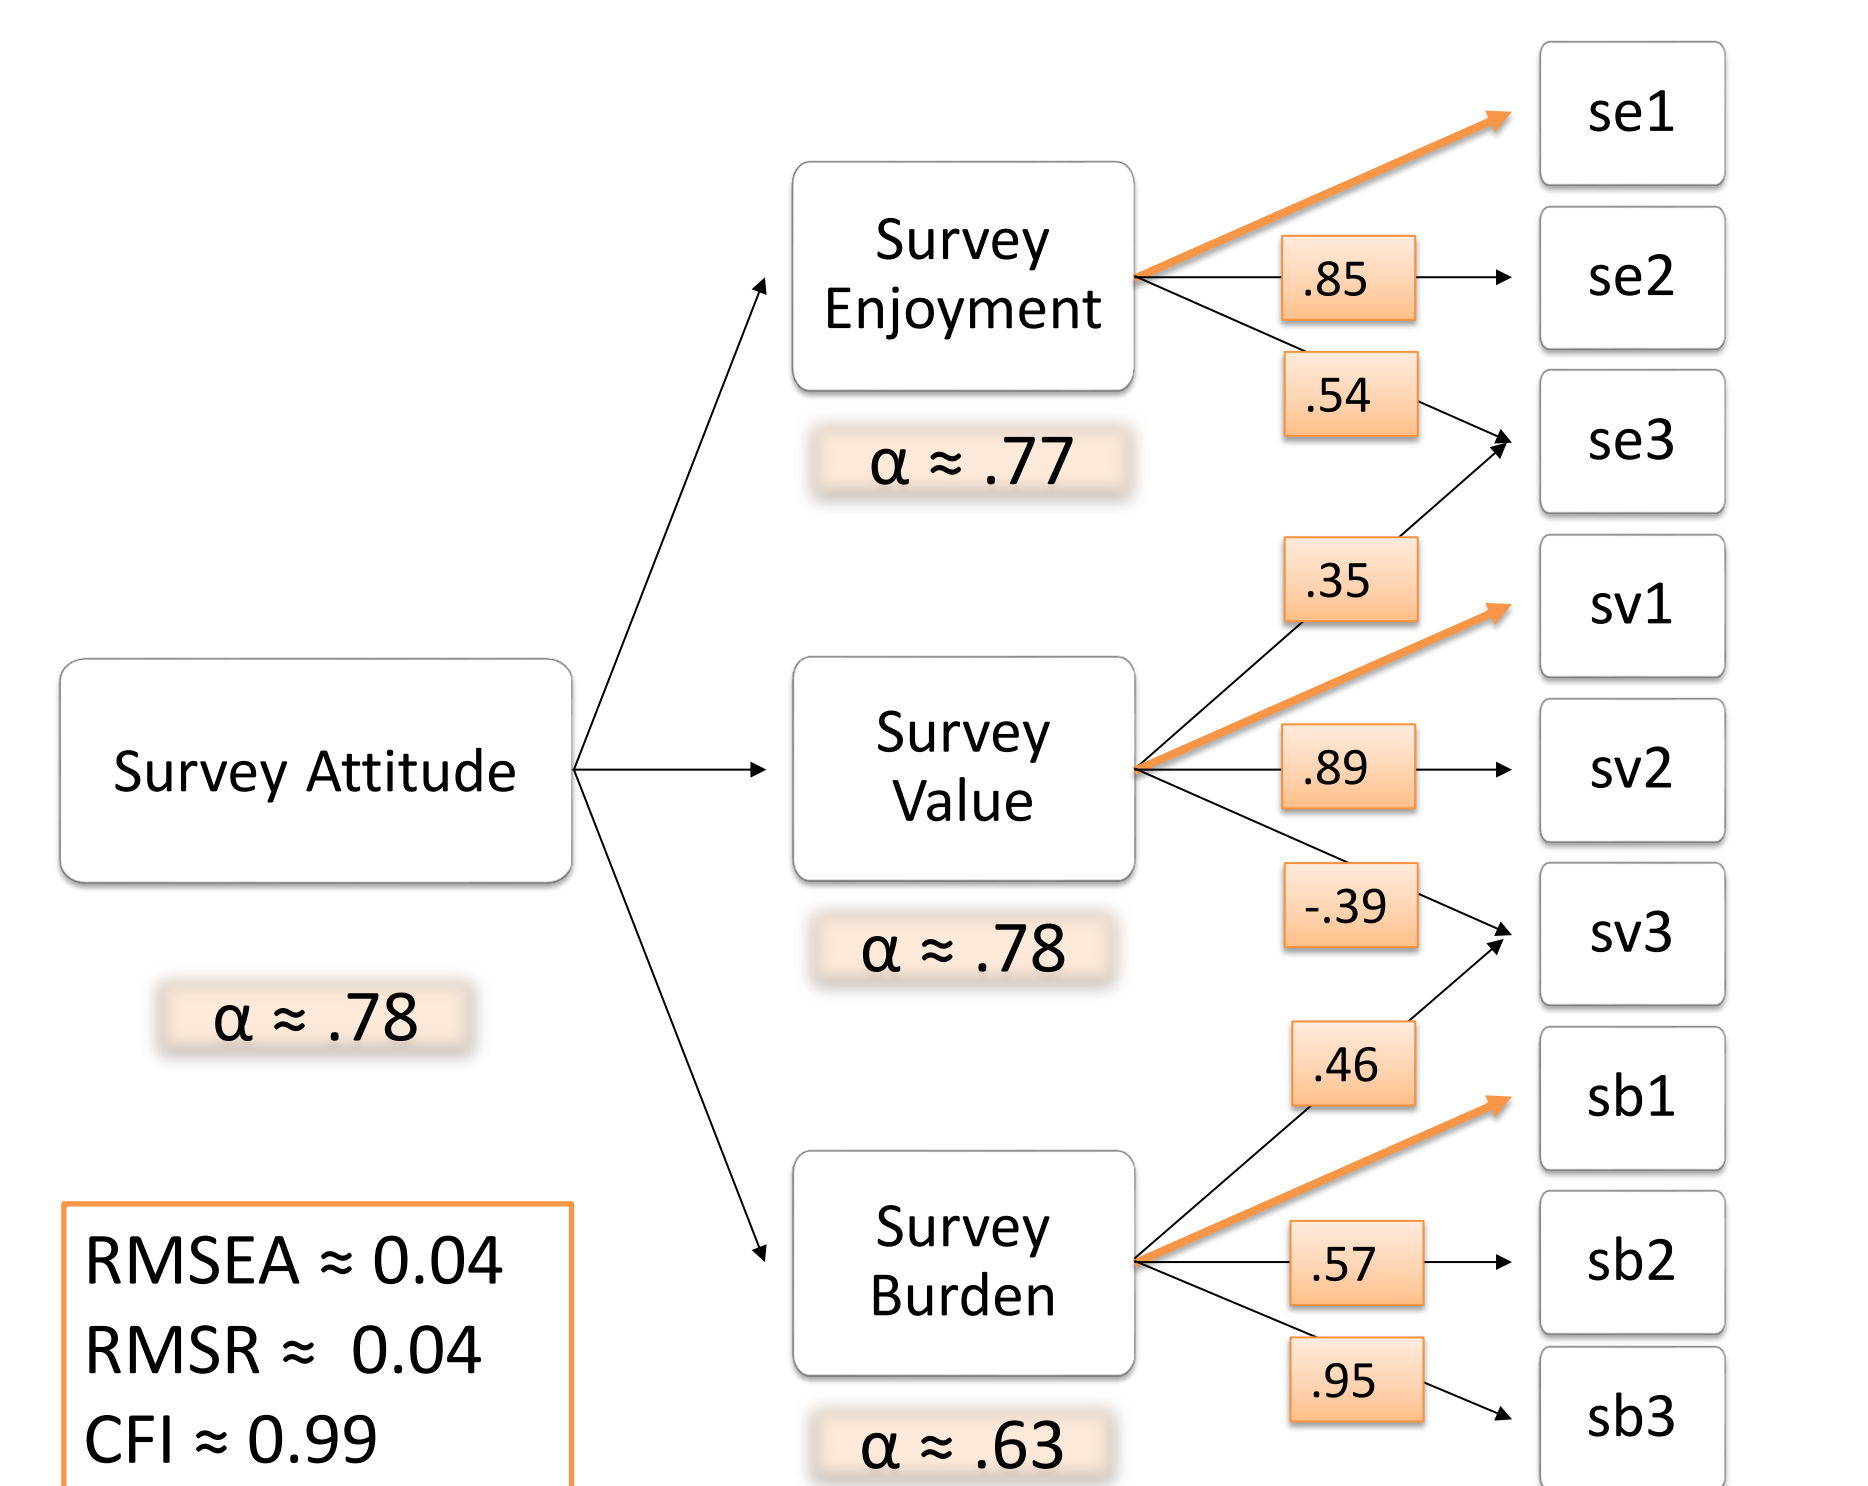 Survey Attitude
α ≈ .78
RMSEA ≈ 0.04
RMSR ≈ 0.04
CFI ≈ 0.99
Survey
Enjoyment
α ≈ .77
Survey
Value
α ≈ .78
Survey
Burden
α ≈ .63
.85
.54
.35
.89
-.39
.46
.57
.95
se1
se2
se3
sv1
sv2
sv3
sb1
sb2
sb3